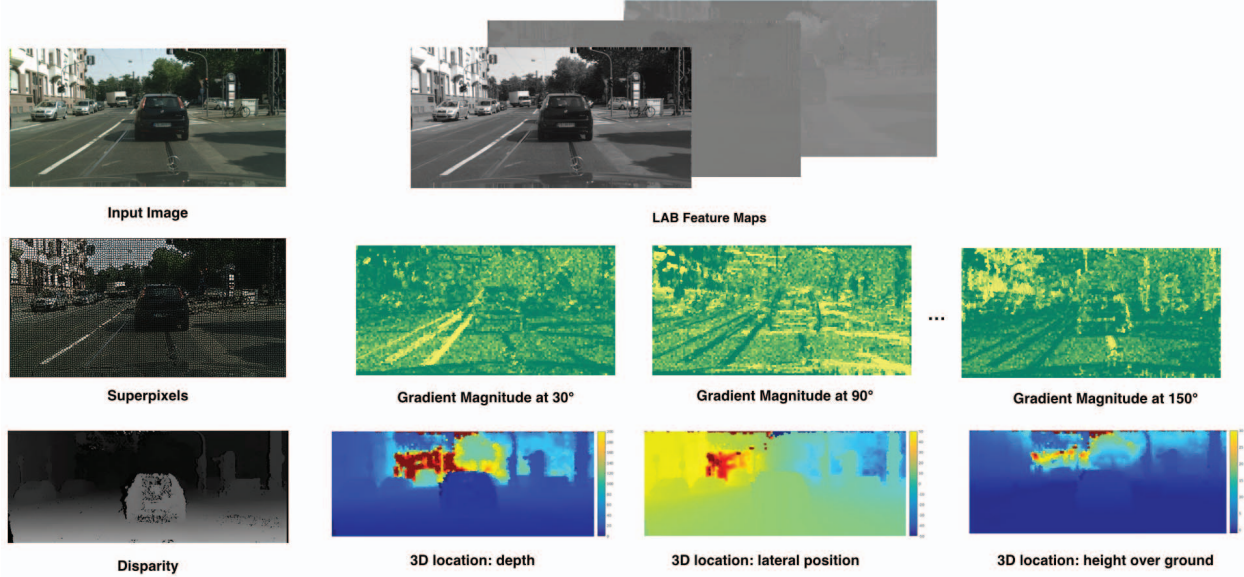 Input Image
LAB Feature Maps
Superpixels
Gradient Magnitude at 30°
Gradient Magnitude at 90°
...
Gradient Magnitude at 150°
Disparity
3D location: depth
3D location: lateral position
3D location: height over ground